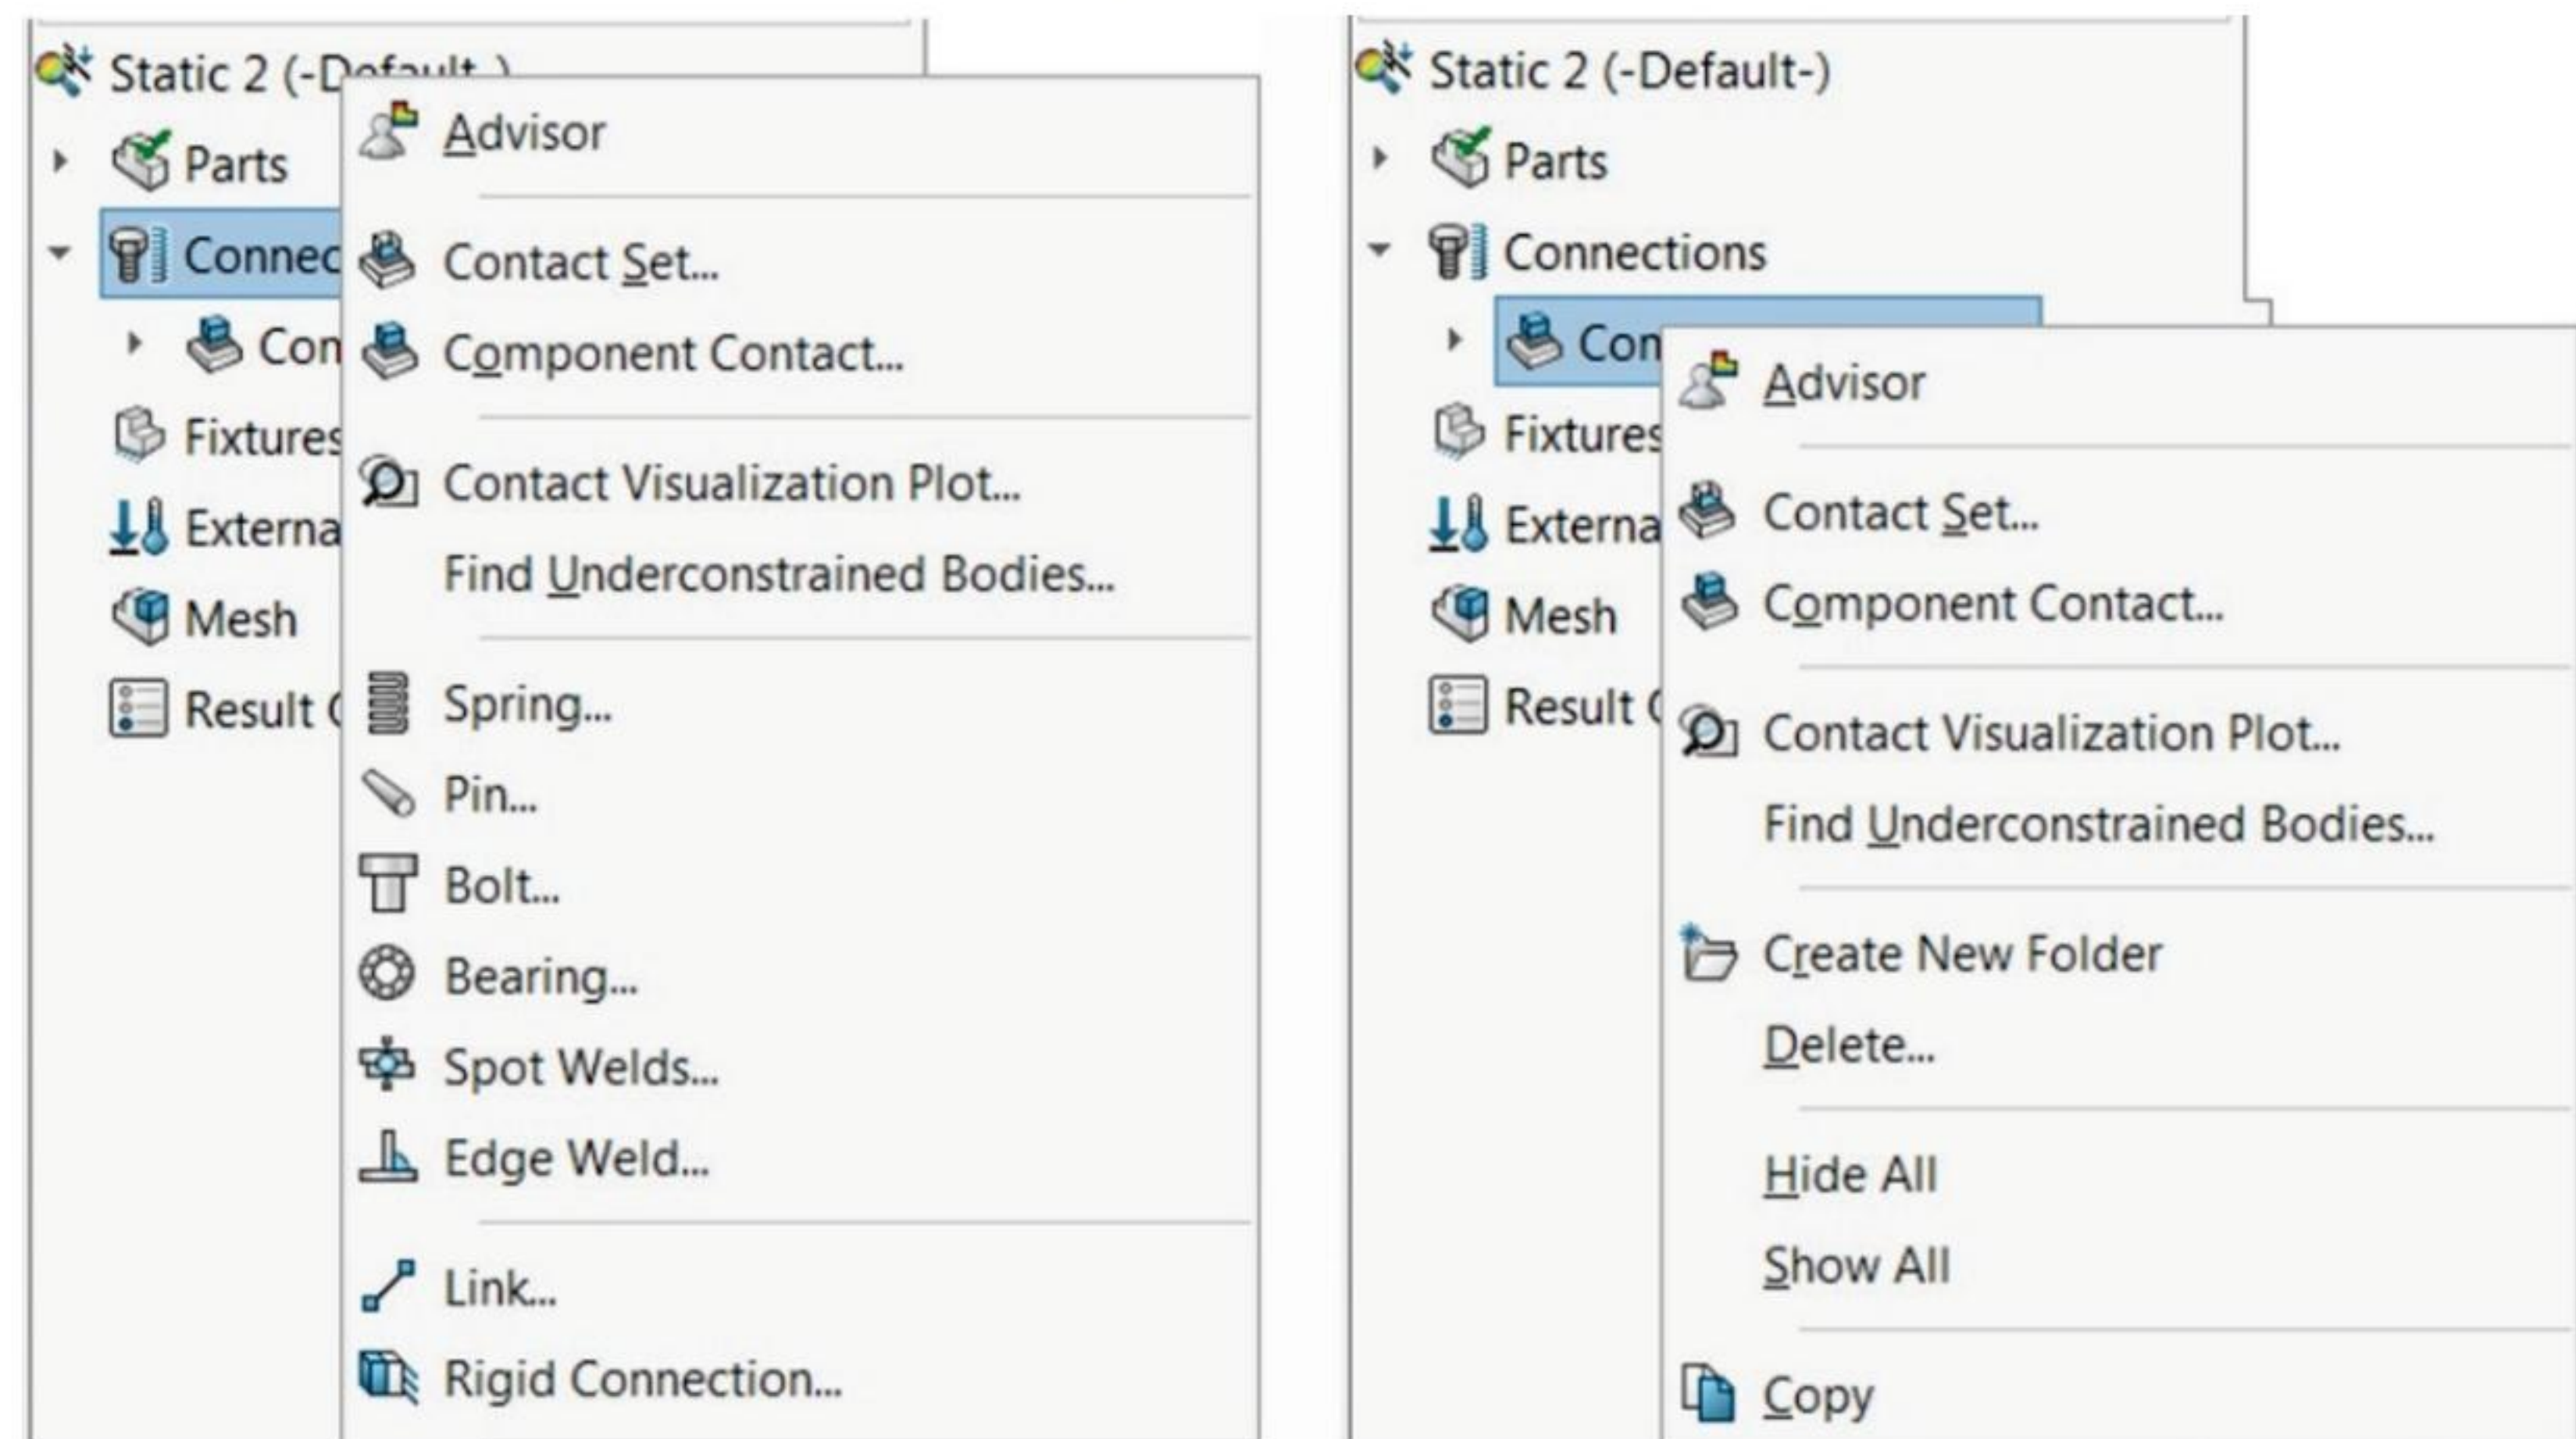 Static 2 (-Default-)
Parts
Connec
Con
Fixtures
Externa
Mesh
Result
Advisor
Contact Set...
Component Contact...
Contact Visualization Plot...
Find Underconstrained Bodies...
Spring...
Pin...
Bolt...
Bearing...
Spot Welds...
Edge Weld...
Link...
Rigid Connection...
Static 2 (-Default-)
Parts
Connections
Con
Fixtures
Externa
Mesh
Result
Advisor
Contact Set...
Component Contact...
Contact Visualization Plot...
Find Underconstrained Bodies...
Create New Folder
Delete...
Hide All
Show All
Copy